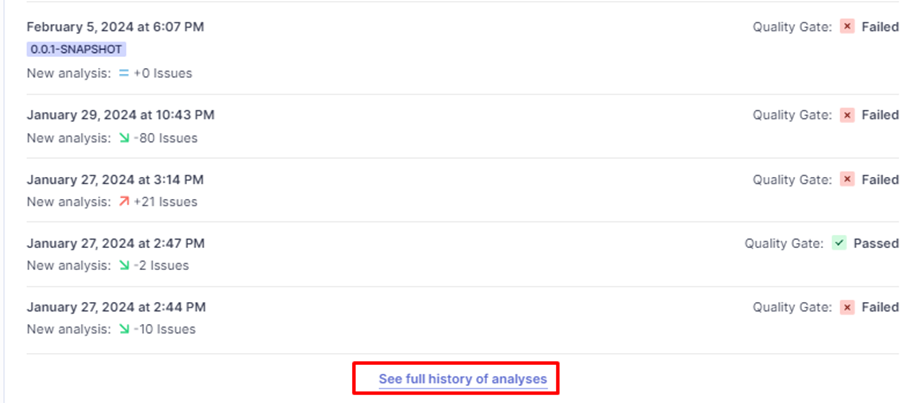 February 5, 2024 at 6:07 PM Quality Gate: Failed
0.0.1-SNAPSHOT
New analysis: +0 Issues
January 29, 2024 at 10:43 PM Quality Gate: Failed
New analysis: -80 Issues
January 27, 2024 at 3:14 PM Quality Gate: Failed
New analysis: +21 Issues
January 27, 2024 at 2:47 PM Quality Gate: Passed
New analysis: -2 Issues
January 27, 2024 at 2:44 PM Quality Gate: Failed
New analysis: -10 Issues
See full history of analyses